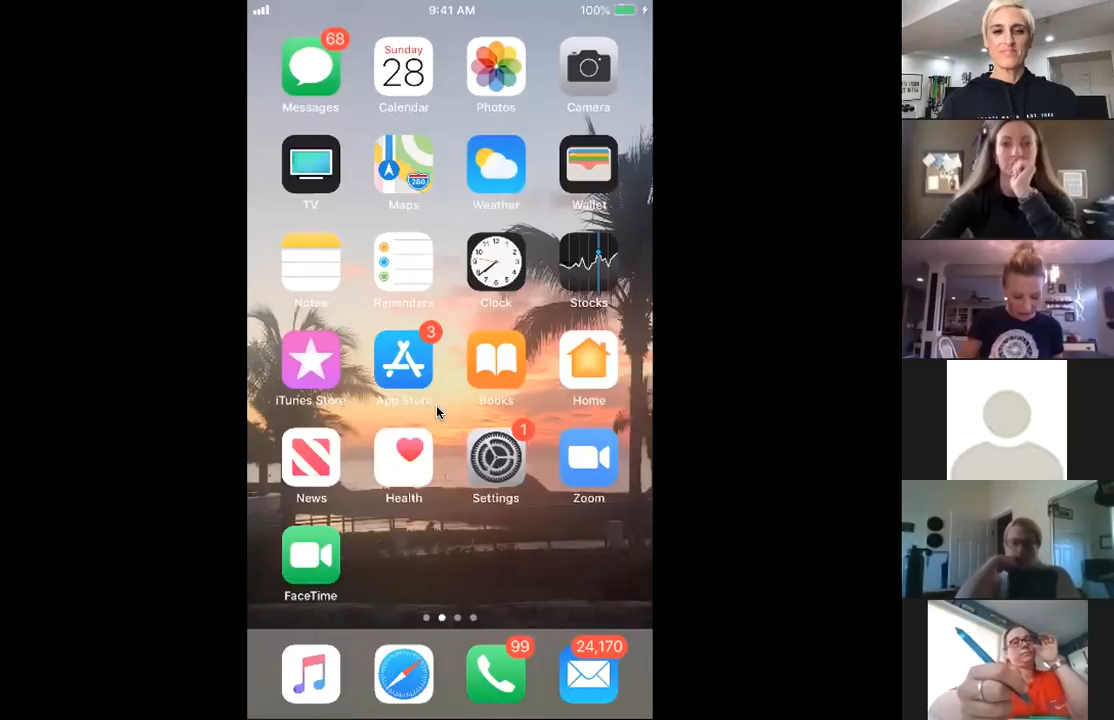 9:41 AM
100%
68
Sunday
28
Messages
Calendar
Photos
Camera
280
TV
Maps
Weather
Wallet
Notes
Reminders
Clock
Stocks
3
iTunes Store
App Store
Books
Home
1
News
Health
Settings
Zoom
FaceTime
99
24,170